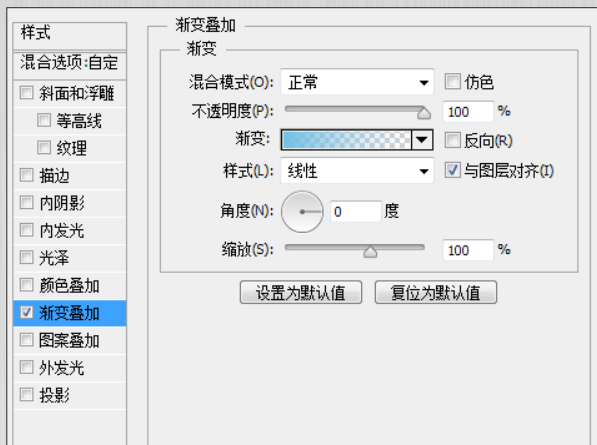 样式
混合选项:自定
斜面和浮雕
等高线
纹理
描边
内阴影
内发光
光泽
颜色叠加
渐变叠加
图案叠加
外发光
投影
渐变叠加
渐变
混合模式(O): 正常 仿色
不透明度(P): 100 %
渐变: 反向(R)
样式(L): 线性 与图层对齐(I)
角度(N): 0 度
缩放(S): 100 %
设置为默认值 复位为默认值